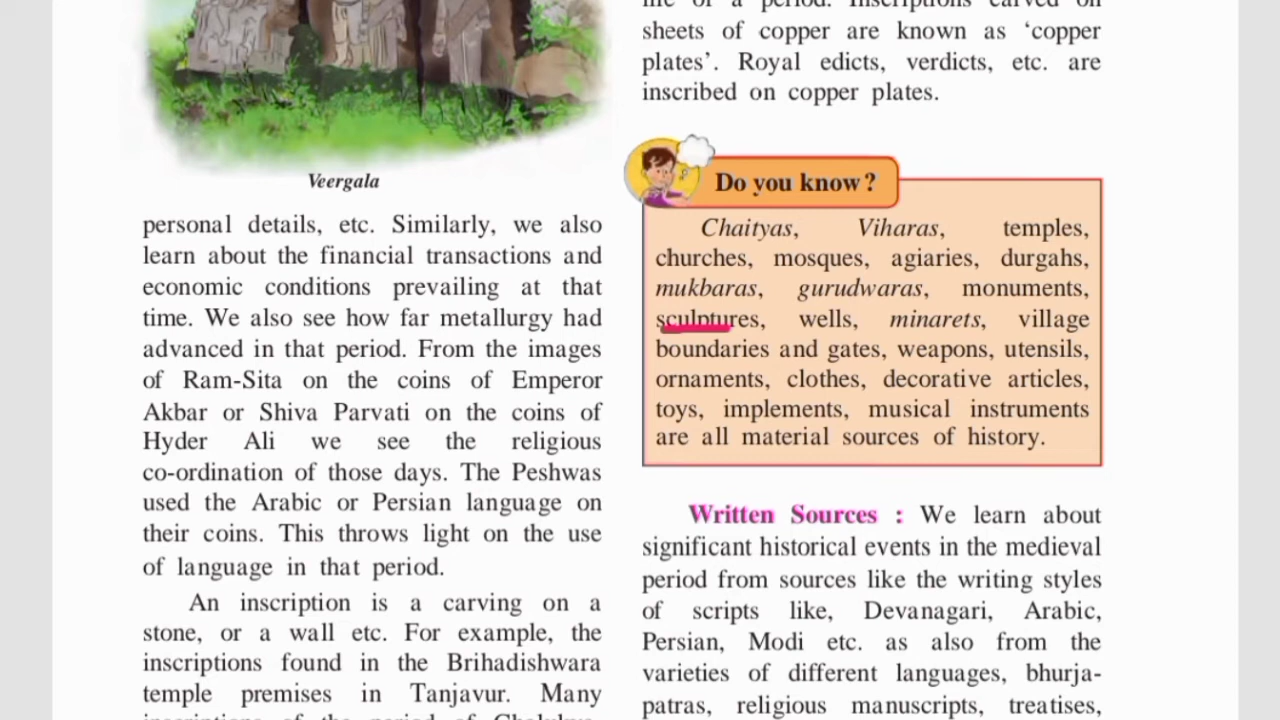 Veergala
personal details, etc. Similarly, we also
learn about the financial transactions and
economic conditions prevailing at that
time. We also see how far metallurgy had
advanced in that period. From the images
of Ram-Sita on the coins of Emperor
Akbar or Shiva Parvati on the coins of
Hyder Ali we see the religious
co-ordination of those days. The Peshwas
used the Arabic or Persian language on
their coins. This throws light on the use
of language in that period.
An inscription is a carving on a
stone, or a wall etc. For example, the
inscriptions found in the Brihadishwara
temple premises in Tanjavur. Many
life of a period. Inscriptions carved on
sheets of copper are known as ‘copper
plates’. Royal edicts, verdicts, etc. are
inscribed on copper plates.
Do you know?
Chaityas, Viharas, temples,
churches, mosques, agiaries, durgahs,
mukbaras, gurudwaras, monuments,
sculptures, wells, minarets, village
boundaries and gates, weapons, utensils,
ornaments, clothes, decorative articles,
toys, implements, musical instruments
are all material sources of history.
Written Sources : We learn about
significant historical events in the medieval
period from sources like the writing styles
of scripts like, Devanagari, Arabic,
Persian, Modi etc. as also from the
varieties of different languages, bhurja-
patras, religious manuscripts, treatises,